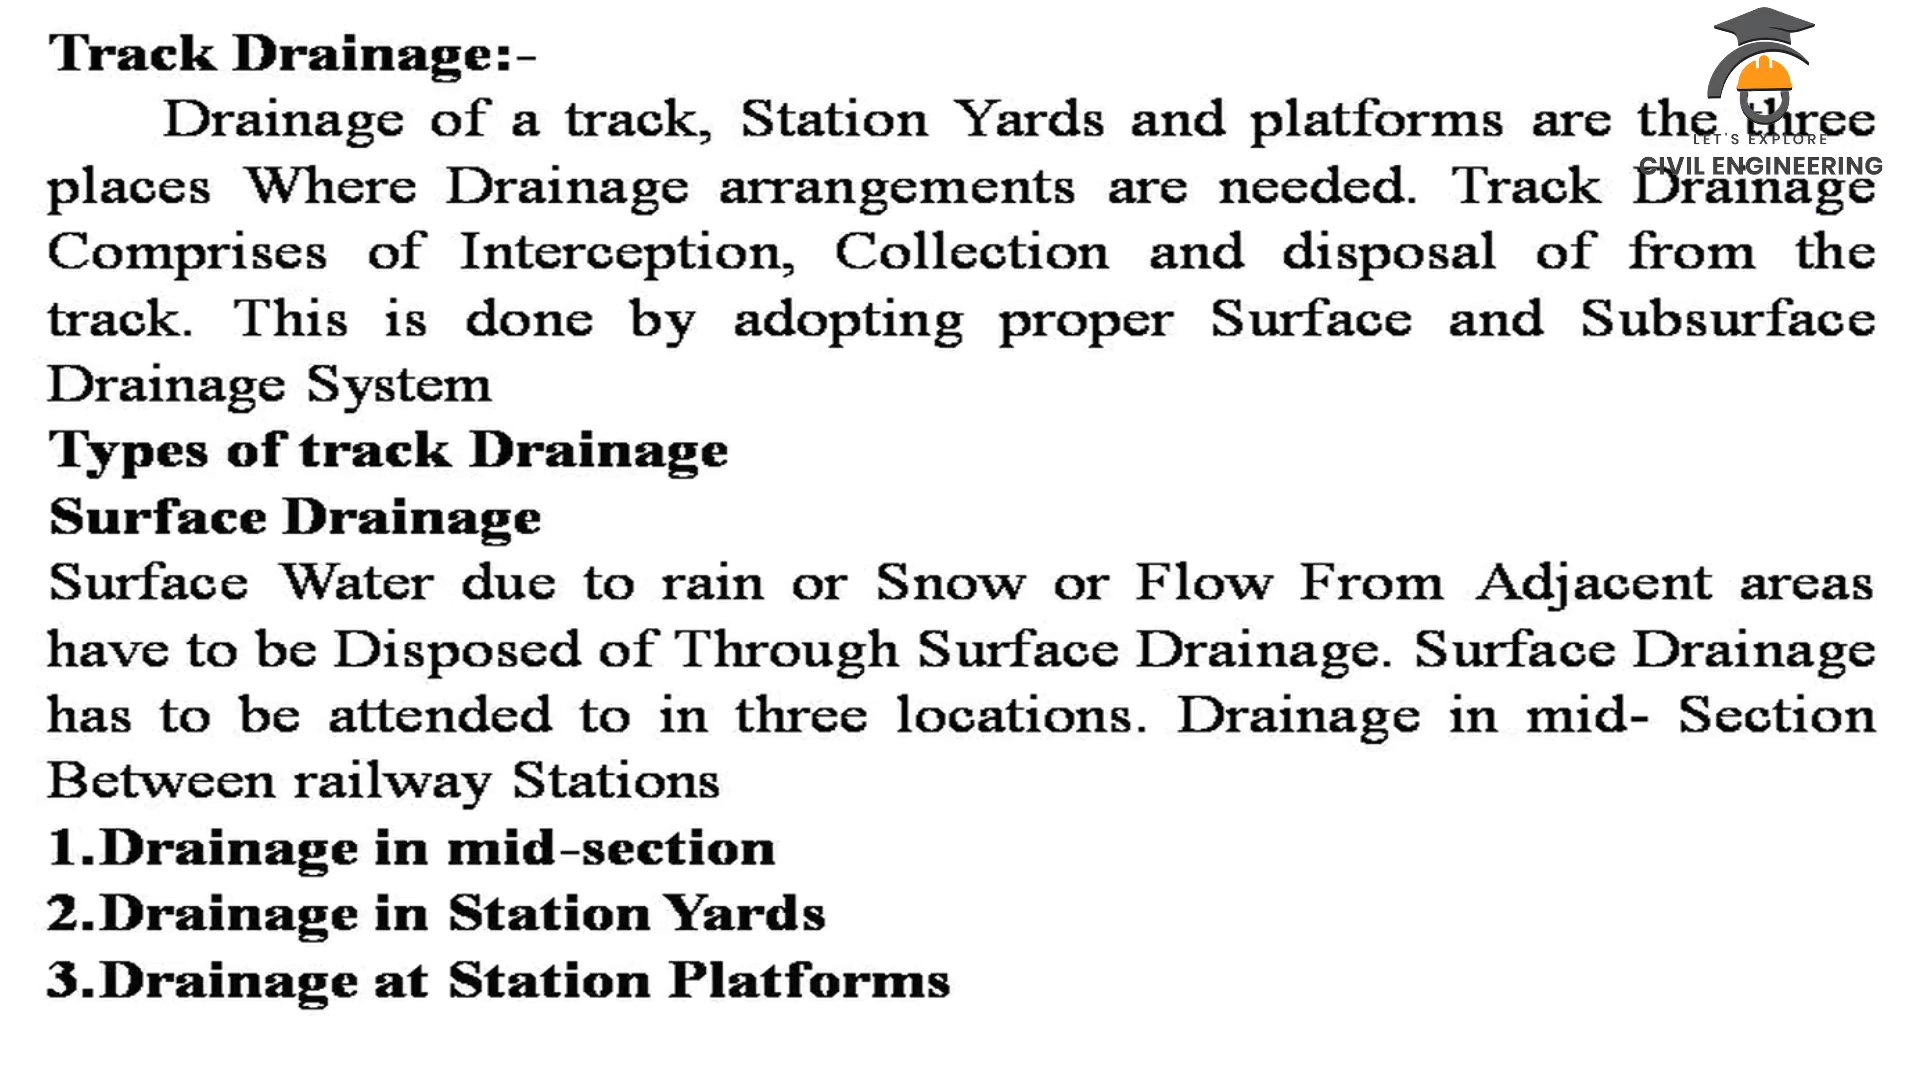 Track Drainage:-
Drainage of a track, Station Yards and platforms are the three
places Where Drainage arrangements are needed. Track Drainage
Comprises of Interception, Collection and disposal of from the
track. This is done by adopting proper Surface and Subsurface
Drainage System
Types of track Drainage
Surface Drainage
Surface Water due to rain or Snow or Flow From Adjacent areas
have to be Disposed of Through Surface Drainage. Surface Drainage
has to be attended to in three locations. Drainage in mid- Section
Between railway Stations
1.Drainage in mid-section
2.Drainage in Station Yards
3.Drainage at Station Platforms
LET'S EXPLORE
CIVIL ENGINEERING